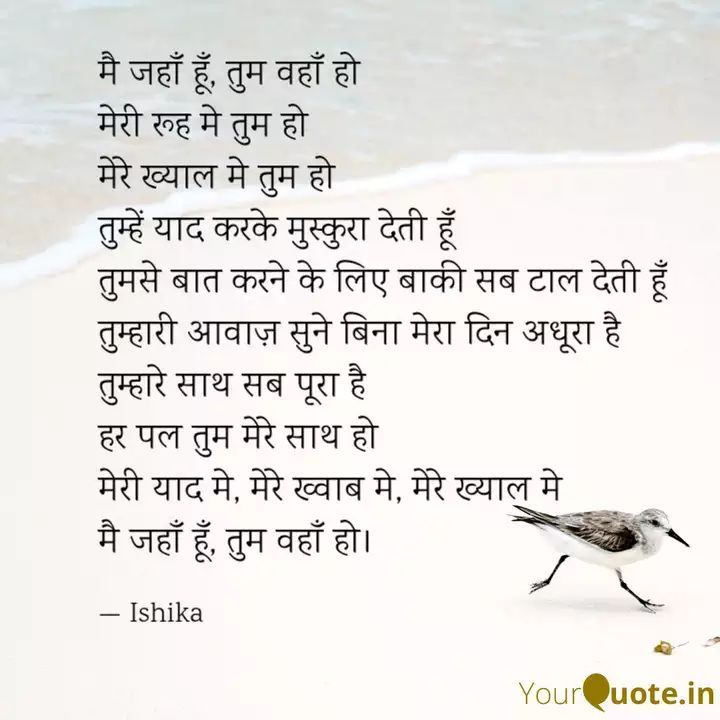 मै जहाँ हूँ, तुम वहाँ हो
मेरी रूह मे तुम हो
मेरे ख्याल मे तुम हो
तुम्हें याद करके मुस्कुरा देती हूँ
तुमसे बात करने के लिए बाकी सब टाल देती हूँ
तुम्हारी आवाज़ सुने बिना मेरा दिन अधूरा है
तुम्हारे साथ सब पूरा है
हर पल तुम मेरे साथ हो
मेरी याद मे, मेरे ख्वाब मे, मेरे ख्याल मे
मै जहाँ हूँ, तुम वहाँ हो।
— Ishika
YourQuote.in